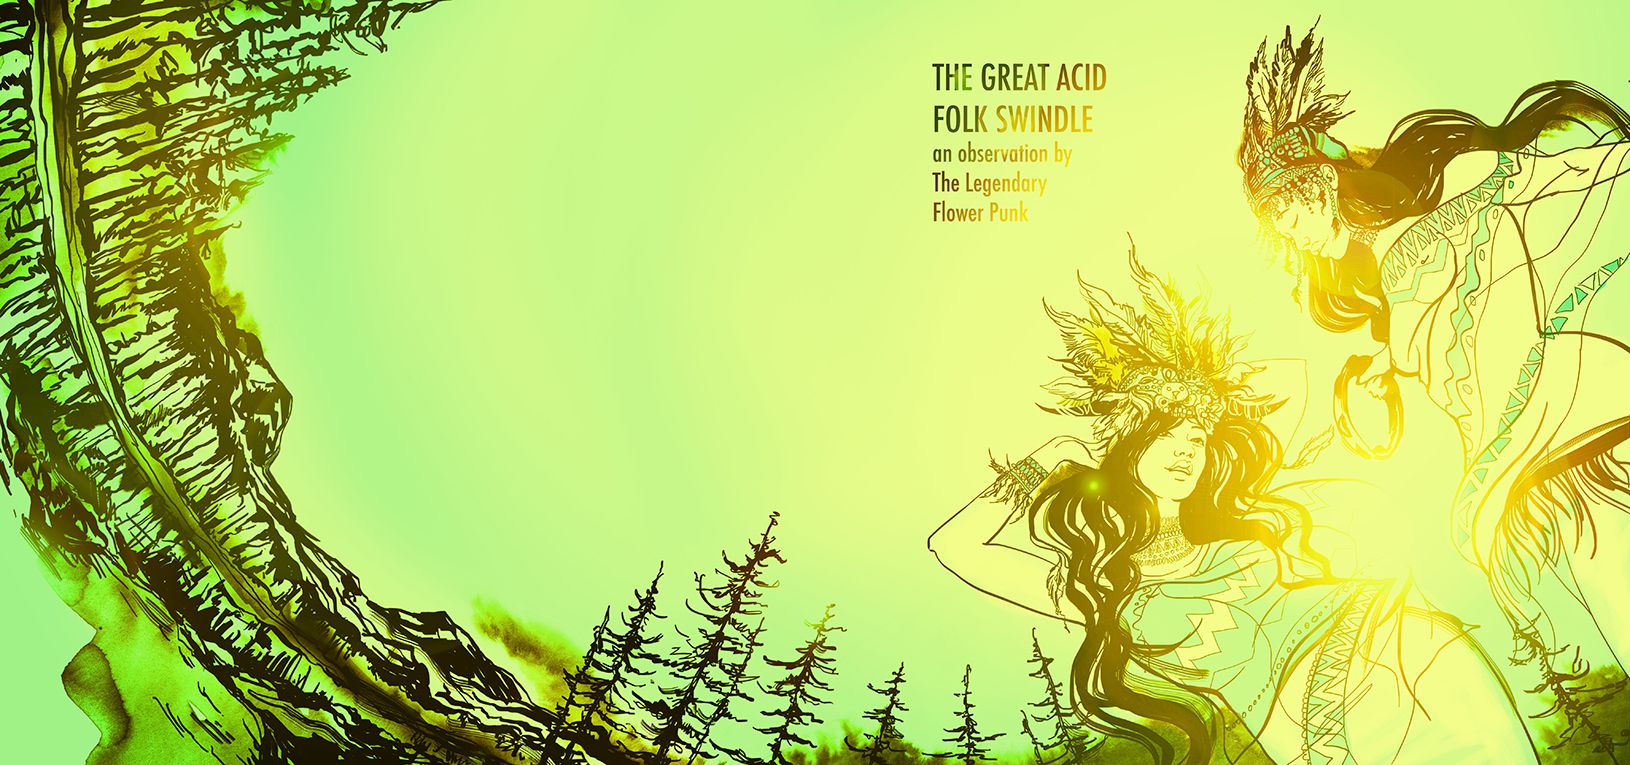 THE GREAT ACID
FOLK SWINDLE
an observation by
The Legendary
Flower Punk